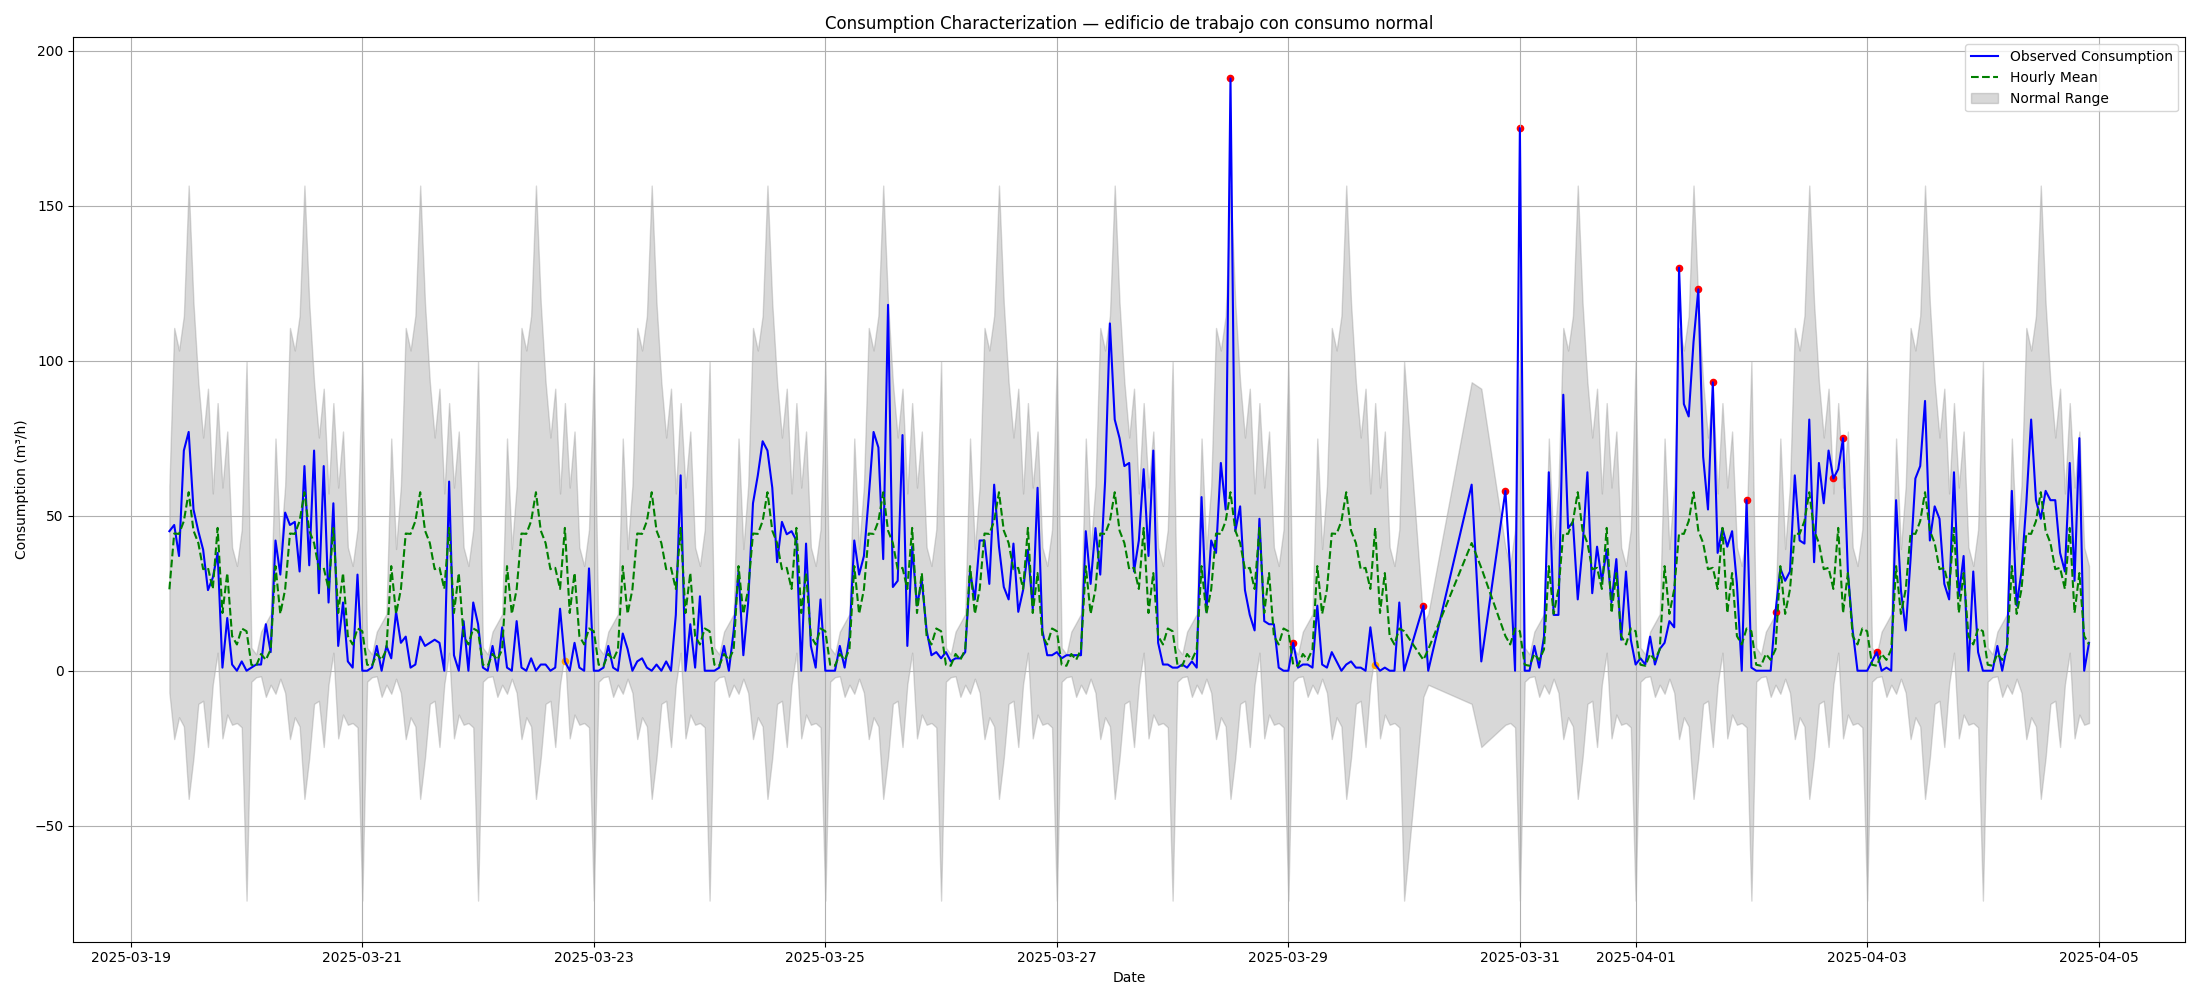 Consumption Characterization — edificio de trabajo con consumo normal
Observed Consumption
Hourly Mean
Normal Range
Consumption (m³/h)
200
150
100
50
0
−50
2025-03-19
2025-03-21
2025-03-23
2025-03-25
2025-03-27
2025-03-29
2025-03-31
2025-04-01
2025-04-03
2025-04-05
Date